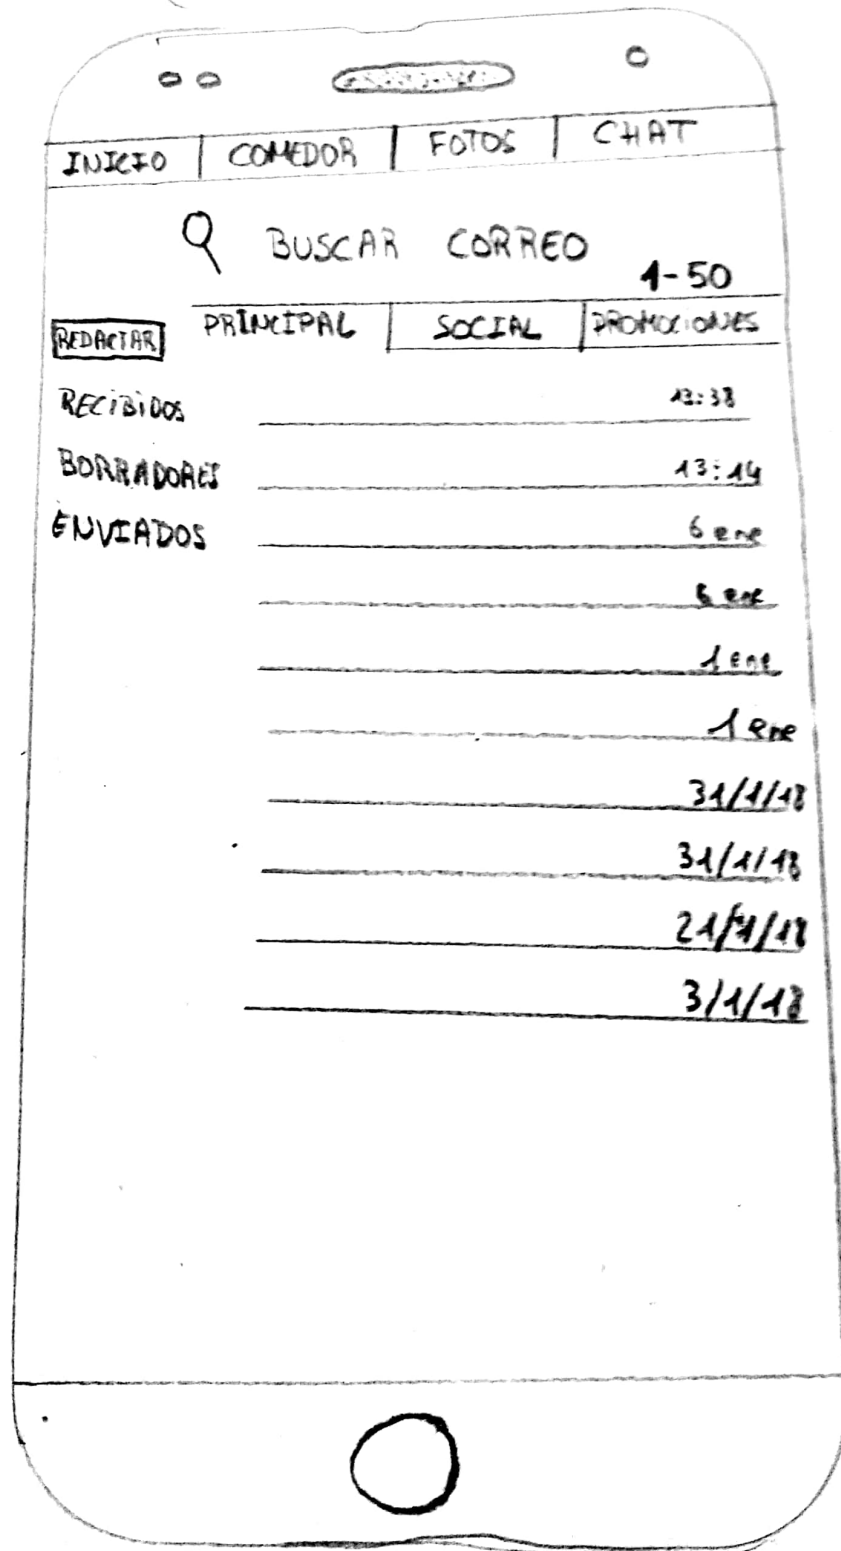 INICIO | COMEDOR | FOTOS | CHAT
BUSCAR CORREO
1-50
REDACTAR PRINCIPAL | SOCIAL | PROMOCIONES
RECIBIDOS 13:38
BORRADORES 13:14
ENVIADOS 6 ene
6 ene
1 ene
1 ene
31/1/18
31/1/18
21/1/18
3/1/18